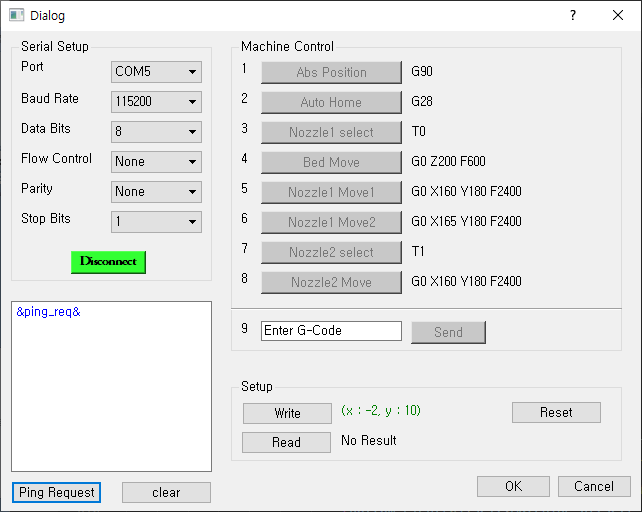 Dialog
Serial Setup
Port
COM5
Baud Rate
115200
Data Bits
8
Flow Control
None
Parity
None
Stop Bits
1
Disconnect
&ping_req&
Ping Request
clear
Machine Control
1 Abs Position G90
2 Auto Home G28
3 Nozzle1 select T0
4 Bed Move G0 Z200 F600
5 Nozzle1 Move1 G0 X160 Y180 F2400
6 Nozzle1 Move2 G0 X165 Y180 F2400
7 Nozzle2 select T1
8 Nozzle2 Move G0 X160 Y180 F2400
9 Enter G-Code Send
Setup
Write (x : -2, y : 10) Reset
Read No Result
OK Cancel